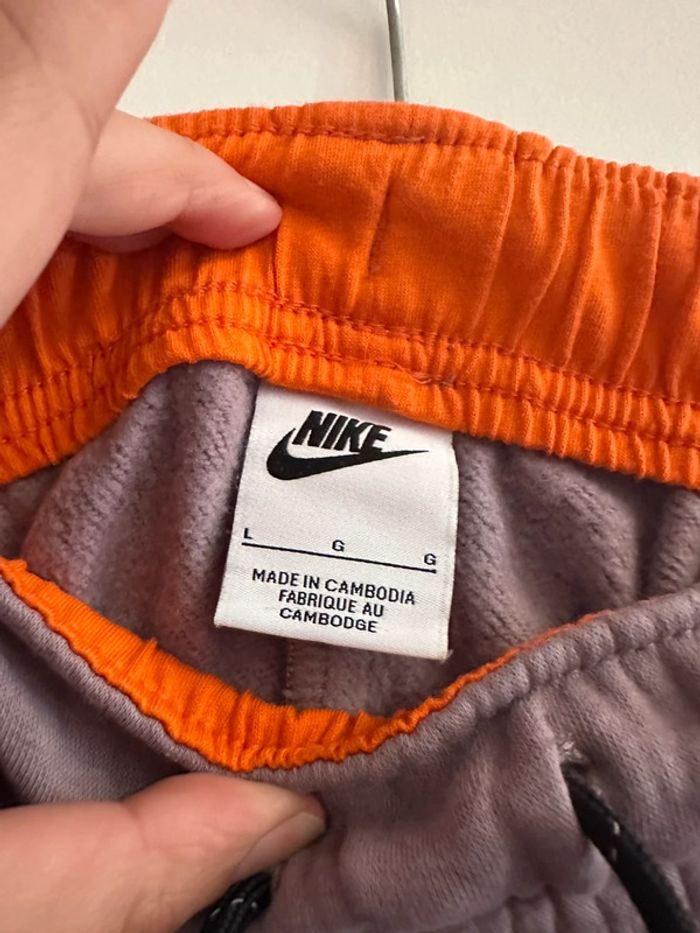 NIKE
L G G
MADE IN CAMBODIA
FABRIQUE AU
CAMBODGE